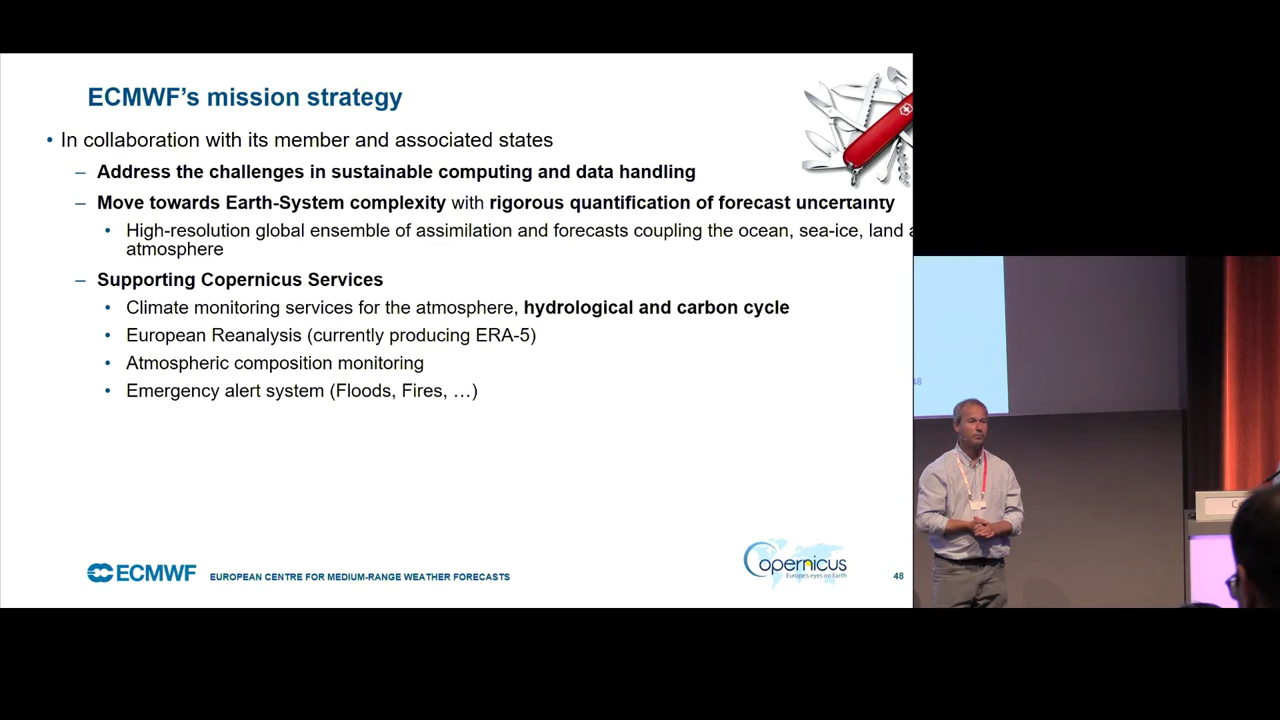 ECMWF's mission strategy
• In collaboration with its member and associated states
– Address the challenges in sustainable computing and data handling
– Move towards Earth-System complexity with rigorous quantification of forecast uncertainty
• High-resolution global ensemble of assimilation and forecasts coupling the ocean, sea-ice, land
atmosphere
– Supporting Copernicus Services
• Climate monitoring services for the atmosphere, hydrological and carbon cycle
• European Reanalysis (currently producing ERA-5)
• Atmospheric composition monitoring
• Emergency alert system (Floods, Fires, …)
ECMWF EUROPEAN CENTRE FOR MEDIUM-RANGE WEATHER FORECASTS
Copernicus
Europe's eyes on Earth
48
48